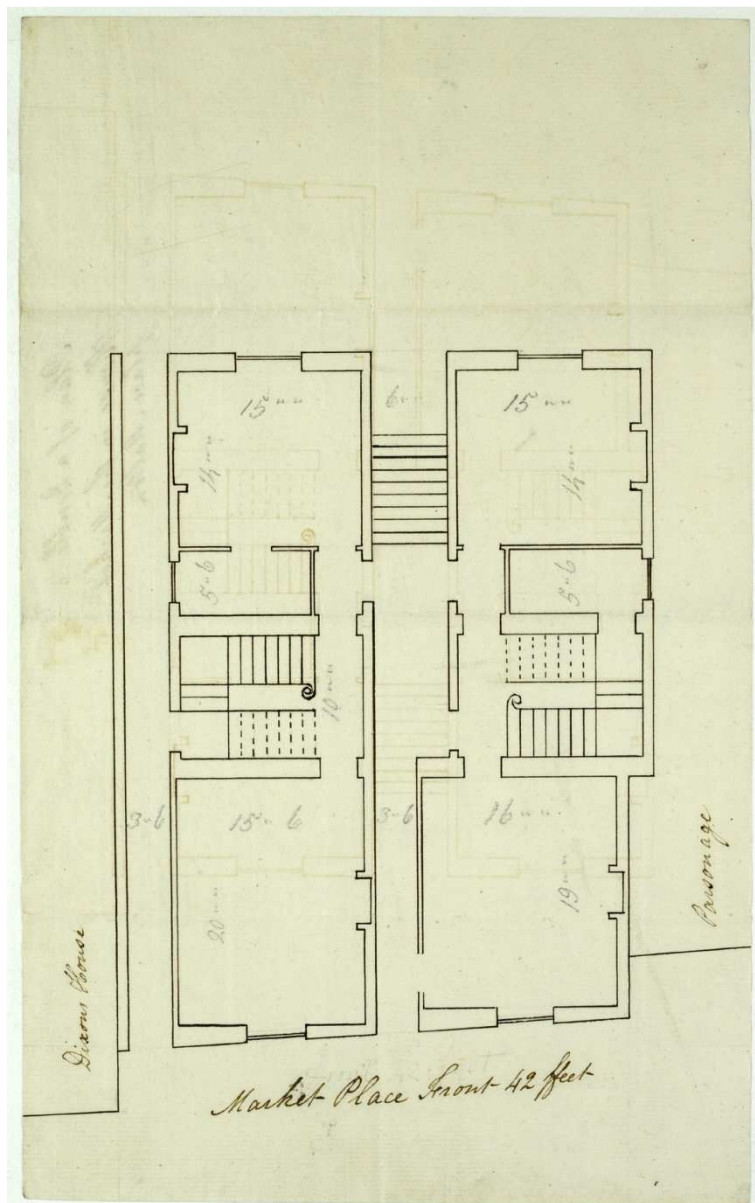 15 " "
6 " "
15 " "
14 " "
14 " "
5 - 6
5 - 6
10 " "
3 - 6
15 - 6
3 - 6
16 " "
20 " "
19 " "
Parsonage
Dixons House
Market Place Front 42 ffeet